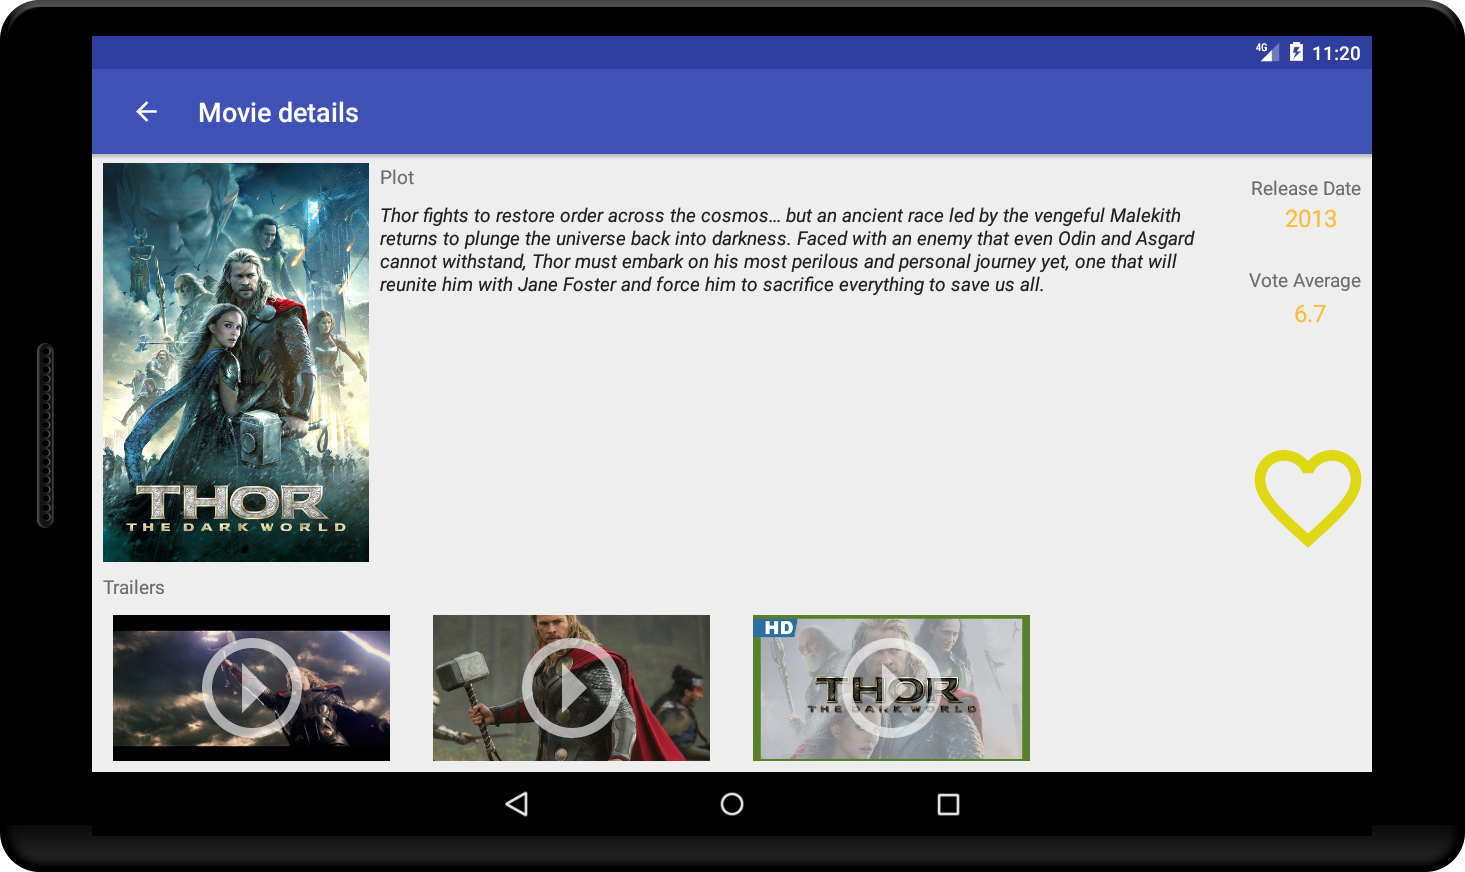 4G 11:20
Movie details
Plot
Thor fights to restore order across the cosmos… but an ancient race led by the vengeful Malekith
returns to plunge the universe back into darkness. Faced with an enemy that even Odin and Asgard
cannot withstand, Thor must embark on his most perilous and personal journey yet, one that will
reunite him with Jane Foster and force him to sacrifice everything to save us all.
Release Date
2013
Vote Average
6.7
THOR
THE DARK WORLD
Trailers
HD
THOR
THE DARK WORLD